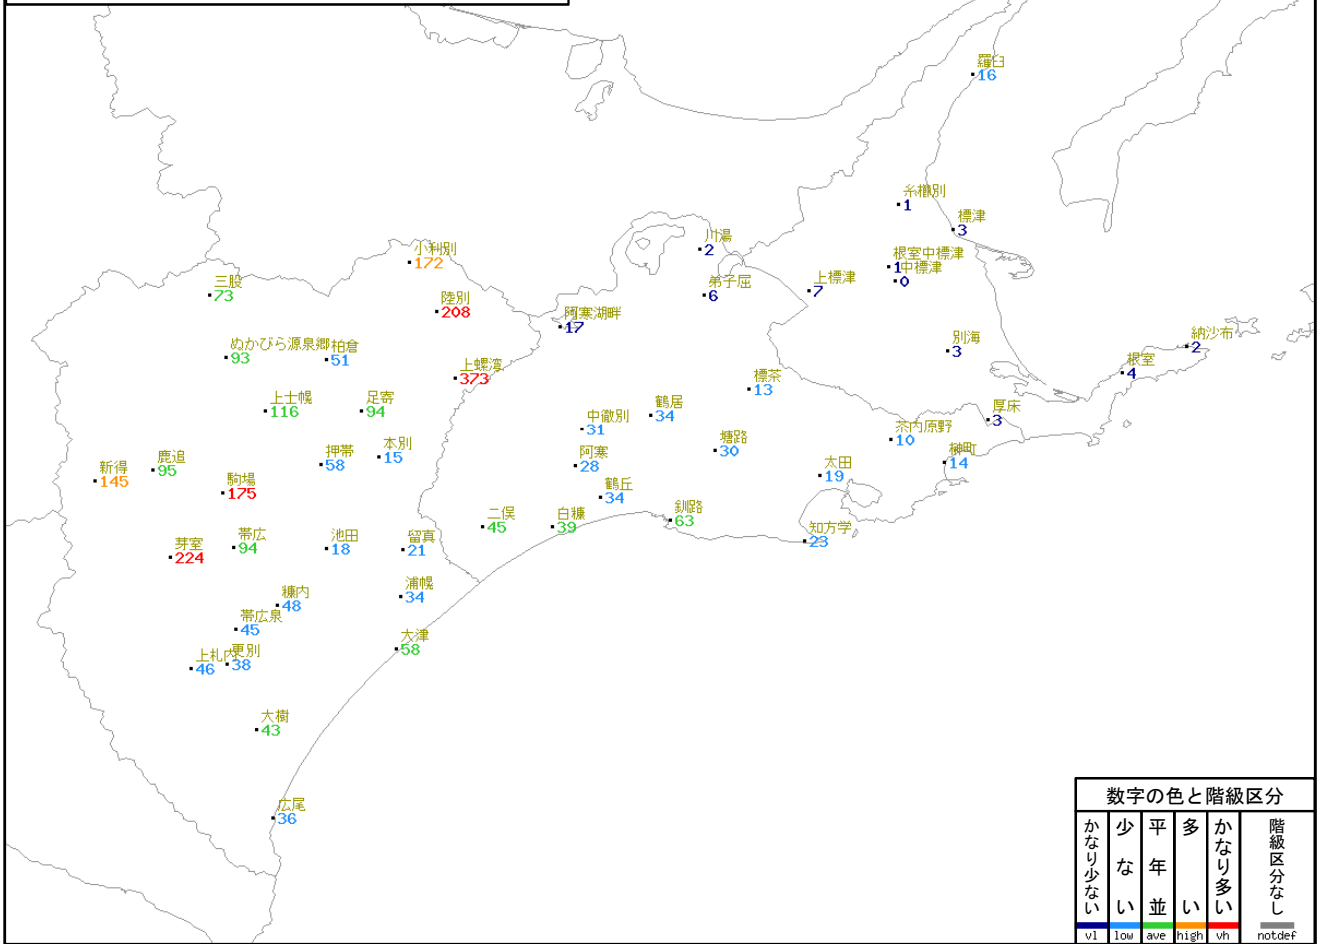 羅臼
16
糸櫛別
1
標津
3
川湯
2
小利別
172
根室中標津
1
中標津
0
三股
73
弟子屈
6
上標津
7
陸別
208
阿寒湖畔
17
納沙布
2
ぬかびら源泉郷
93
柏倉
51
別海
3
根室
4
上螺湾
373
標茶
13
上士幌
116
足寄
94
鶴居
34
厚床
3
中徹別
31
茶内原野
10
塘路
30
本別
15
押帯
58
鹿追
95
阿寒
28
太田
19
榊町
14
新得
145
駒場
175
鶴丘
34
二俣
45
白糠
39
釧路
63
知方学
23
芽室
224
帯広
94
池田
18
留真
21
浦幌
34
糠内
48
帯広泉
45
大津
58
上札内
46
更別
38
大樹
43
広尾
36
数字の色と階級区分
かなり少ない
少ない
平年並
多い
かなり多い
階級区分なし
vl low ave high vh notdef